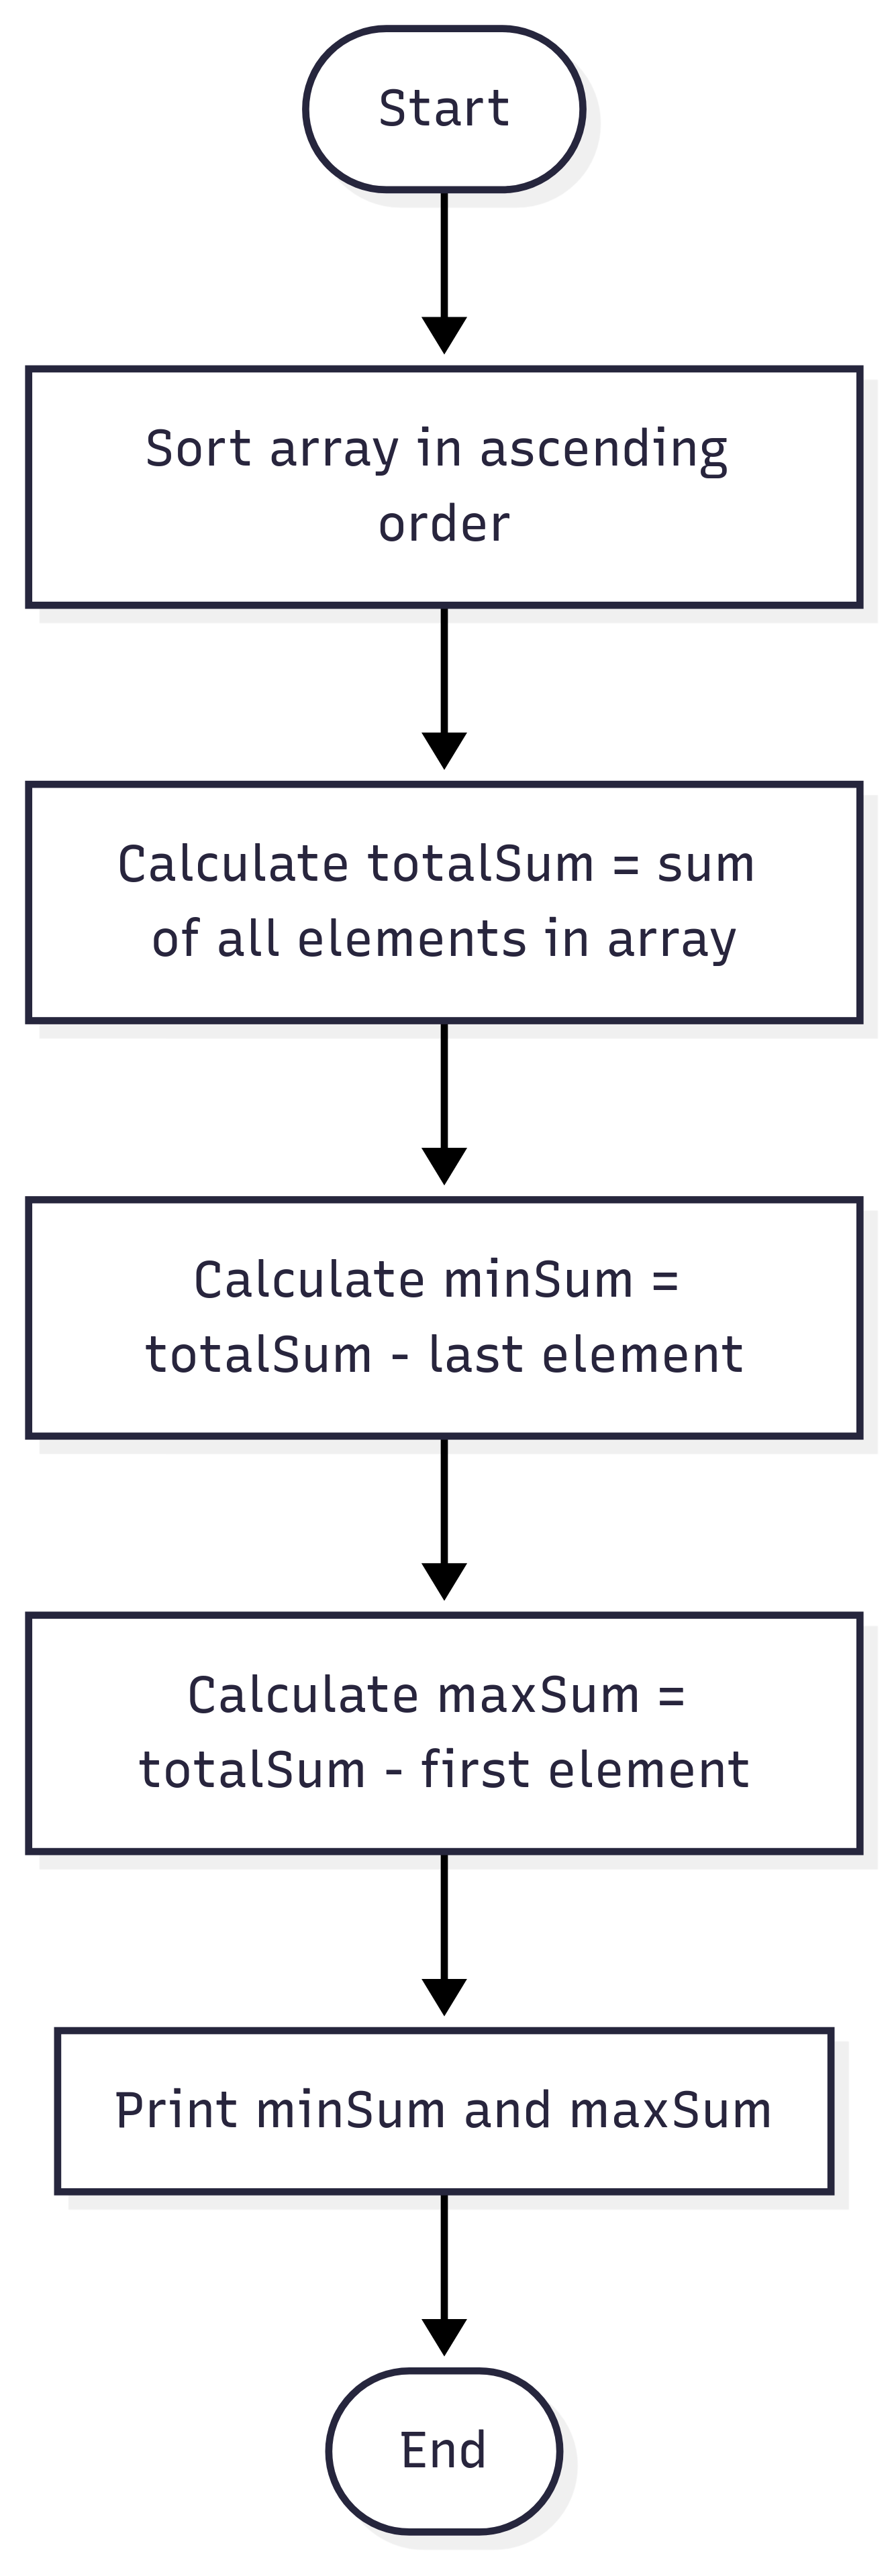 Start
Sort array in ascending
order
Calculate totalSum = sum
of all elements in array
Calculate minSum =
totalSum - last element
Calculate maxSum =
totalSum - first element
Print minSum and maxSum
End